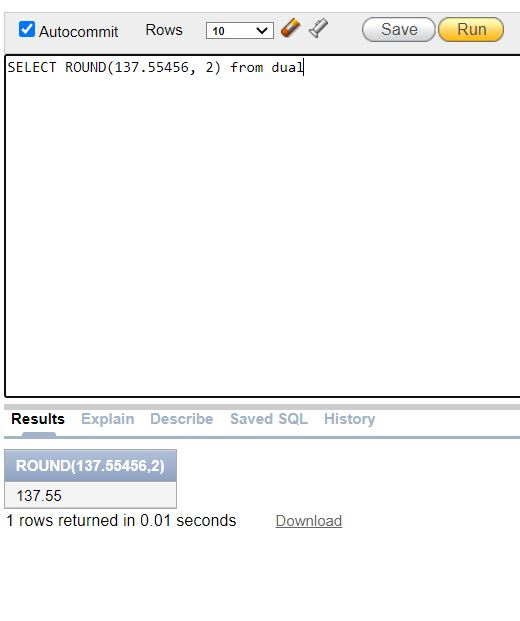 Autocommit Rows 10 Save Run
SELECT ROUND(137.55456, 2) from dual
Results Explain Describe Saved SQL History
ROUND(137.55456,2)
137.55
1 rows returned in 0.01 seconds Download